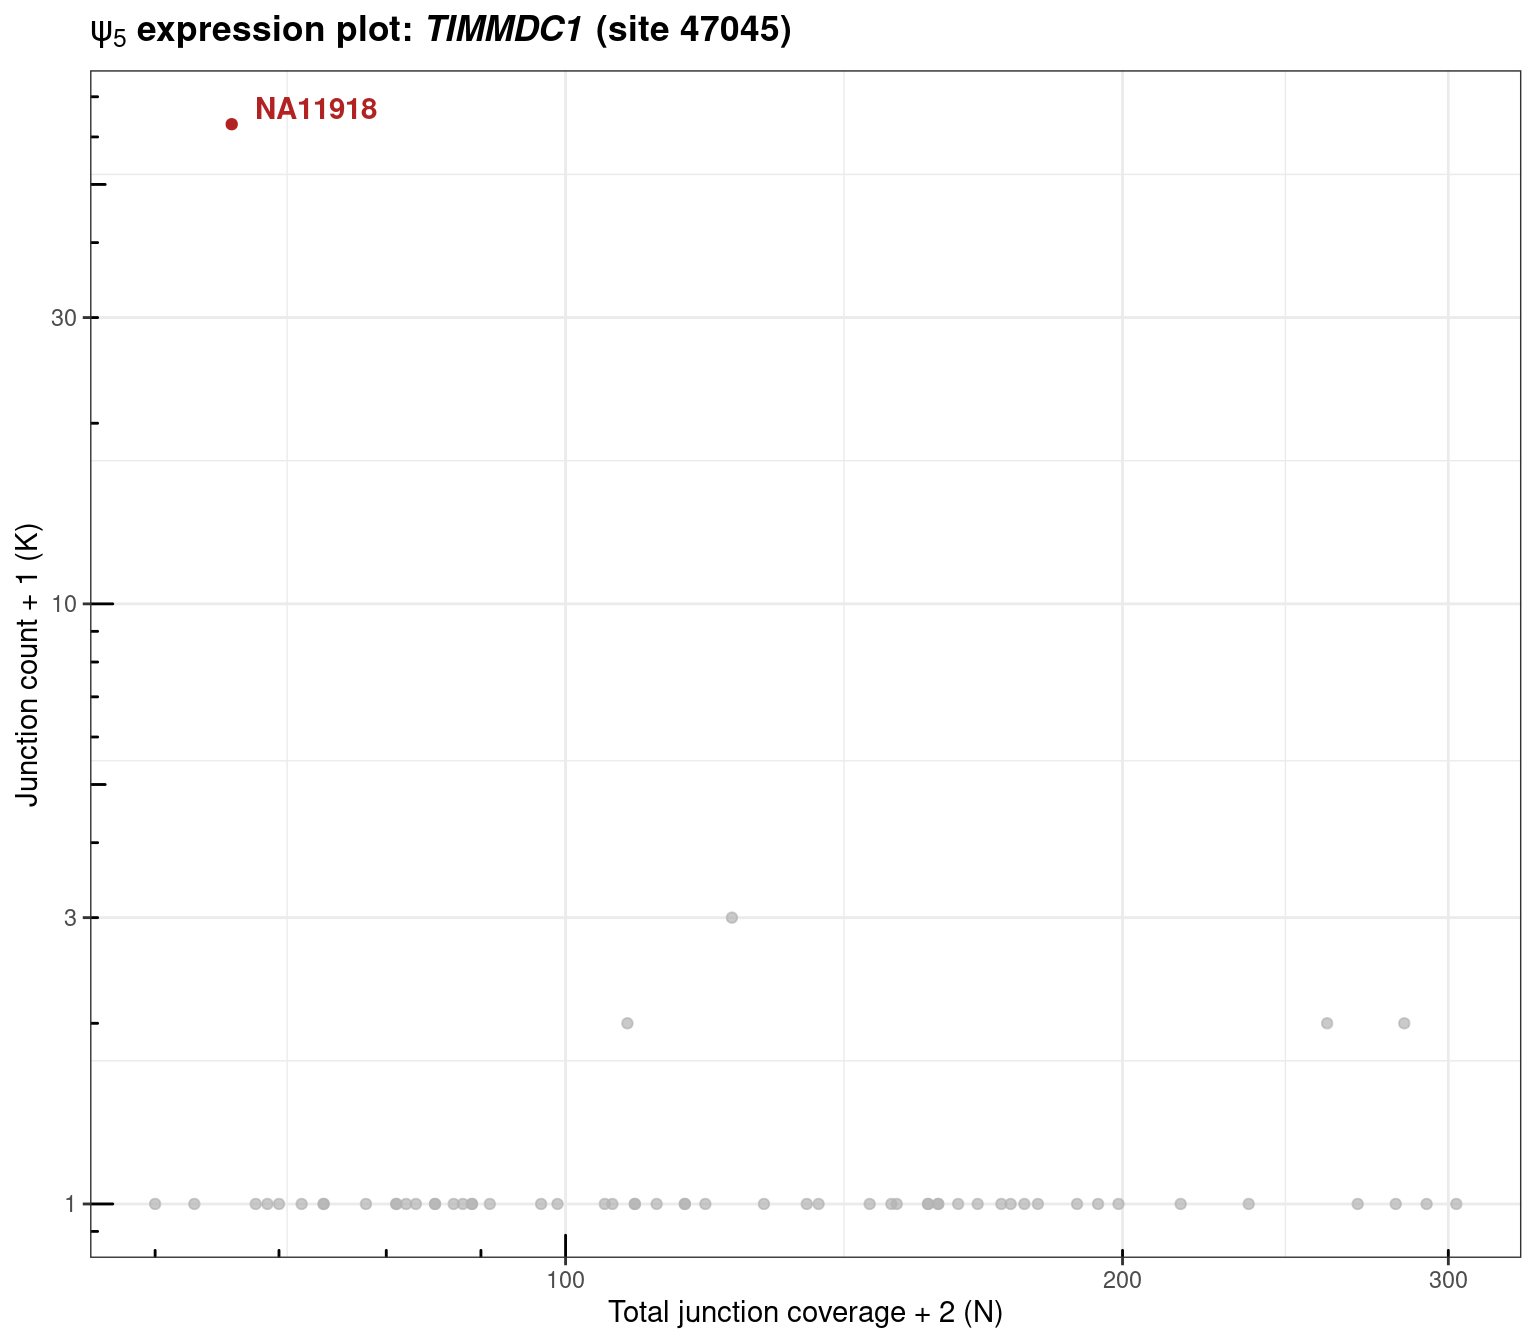 ψ5 expression plot: TIMMDC1 (site 47045)
NA11918
30
10
3
1
Junction count + 1 (K)
100 200 300
Total junction coverage + 2 (N)